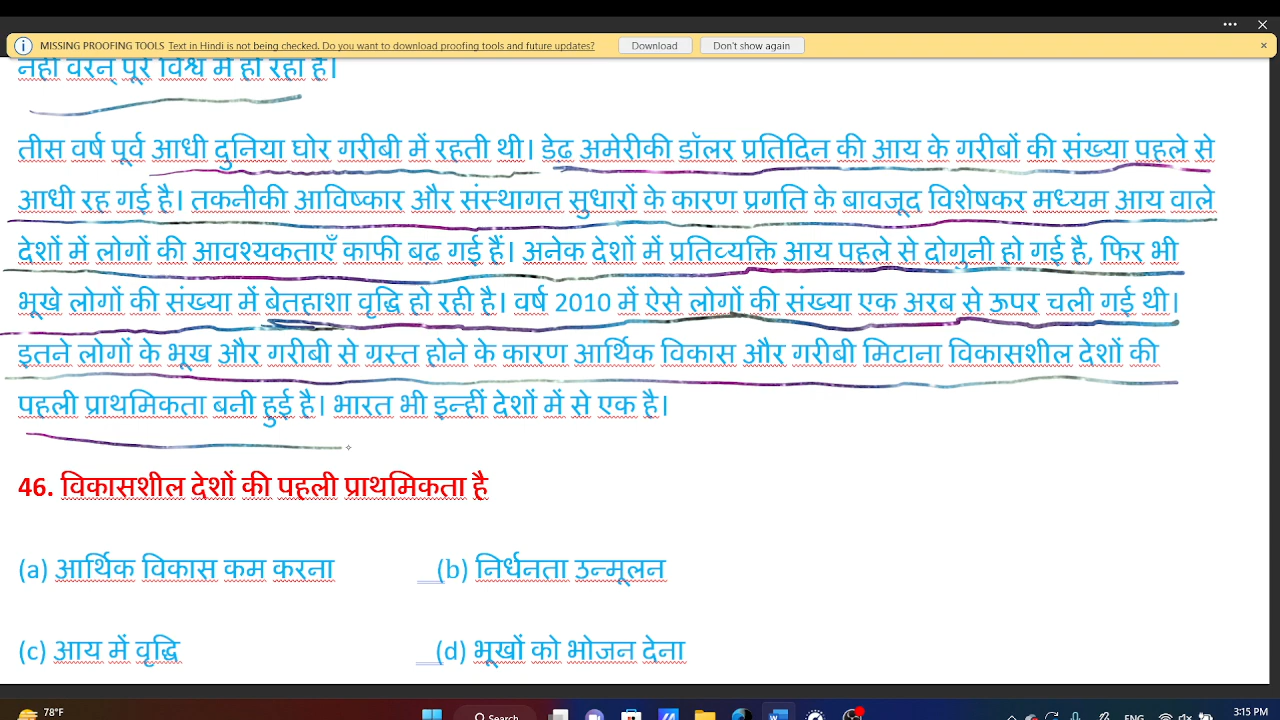 MISSING PROOFING TOOLS Text in Hindi is not being checked. Do you want to download proofing tools and future updates? Download Don't show again
नहीं वरन् पूरे विश्व में हो रहा है।
तीस वर्ष पूर्व आधी दुनिया घोर गरीबी में रहती थी। डेढ अमेरीकी डॉलर प्रतिदिन की आय के गरीबों की संख्या पहले से
आधी रह गई है। तकनीकी आविष्कार और संस्थागत सुधारों के कारण प्रगति के बावजूद विशेषकर मध्यम आय वाले
देशों में लोगों की आवश्यकताएँ काफी बढ गई हैं। अनेक देशों में प्रतिव्यक्ति आय पहले से दोगुनी हो गई है, फिर भी
भूखे लोगों की संख्या में बेतहाशा वृद्धि हो रही है। वर्ष 2010 में ऐसे लोगों की संख्या एक अरब से ऊपर चली गई थी।
इतने लोगों के भूख और गरीबी से ग्रस्त होने के कारण आर्थिक विकास और गरीबी मिटाना विकासशील देशों की
पहली प्राथमिकता बनी हुई है। भारत भी इन्हीं देशों में से एक है।
46. विकासशील देशों की पहली प्राथमिकता है
(a) आर्थिक विकास कम करना (b) निर्धनता उन्मूलन
(c) आय में वृद्धि (d) भूखों को भोजन देना
78°F Search ENG 3:15 PM